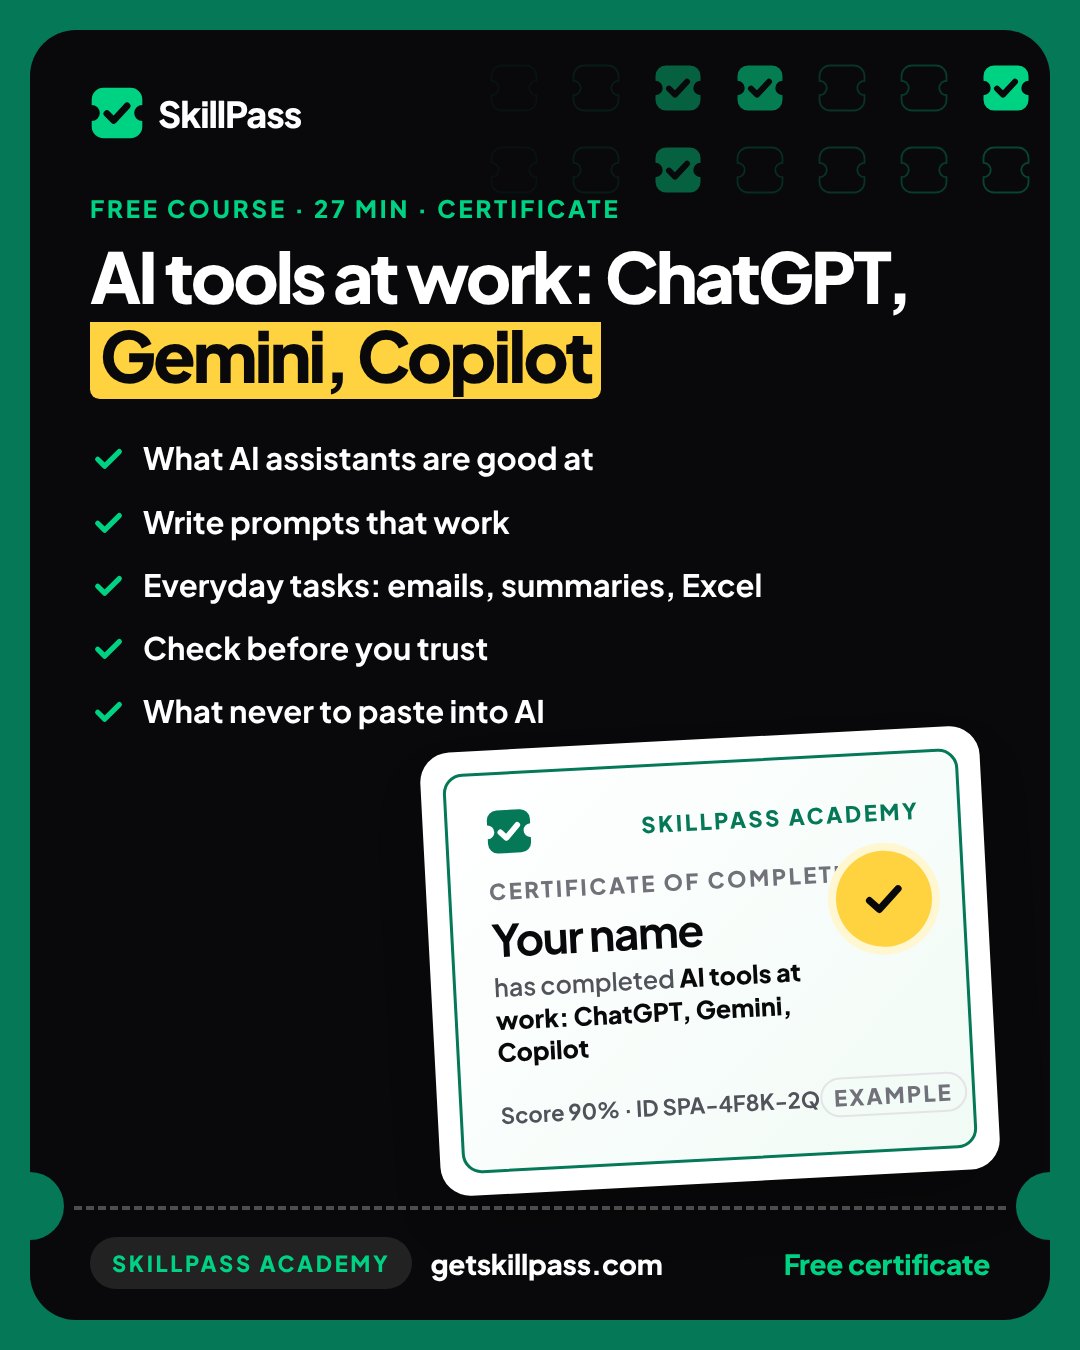 SkillPass
FREE COURSE · 27 MIN · CERTIFICATE
AI tools at work: ChatGPT,
Gemini, Copilot
What AI assistants are good at
Write prompts that work
Everyday tasks: emails, summaries, Excel
Check before you trust
What never to paste into AI
SKILLPASS ACADEMY
CERTIFICATE OF
Your name
has completed AI tools at
work: ChatGPT, Gemini,
Copilot
Score 90% · ID SPA-4F8K-2Q
EXAMPLE
SKILLPASS ACADEMY
getskillpass.com
Free certificate